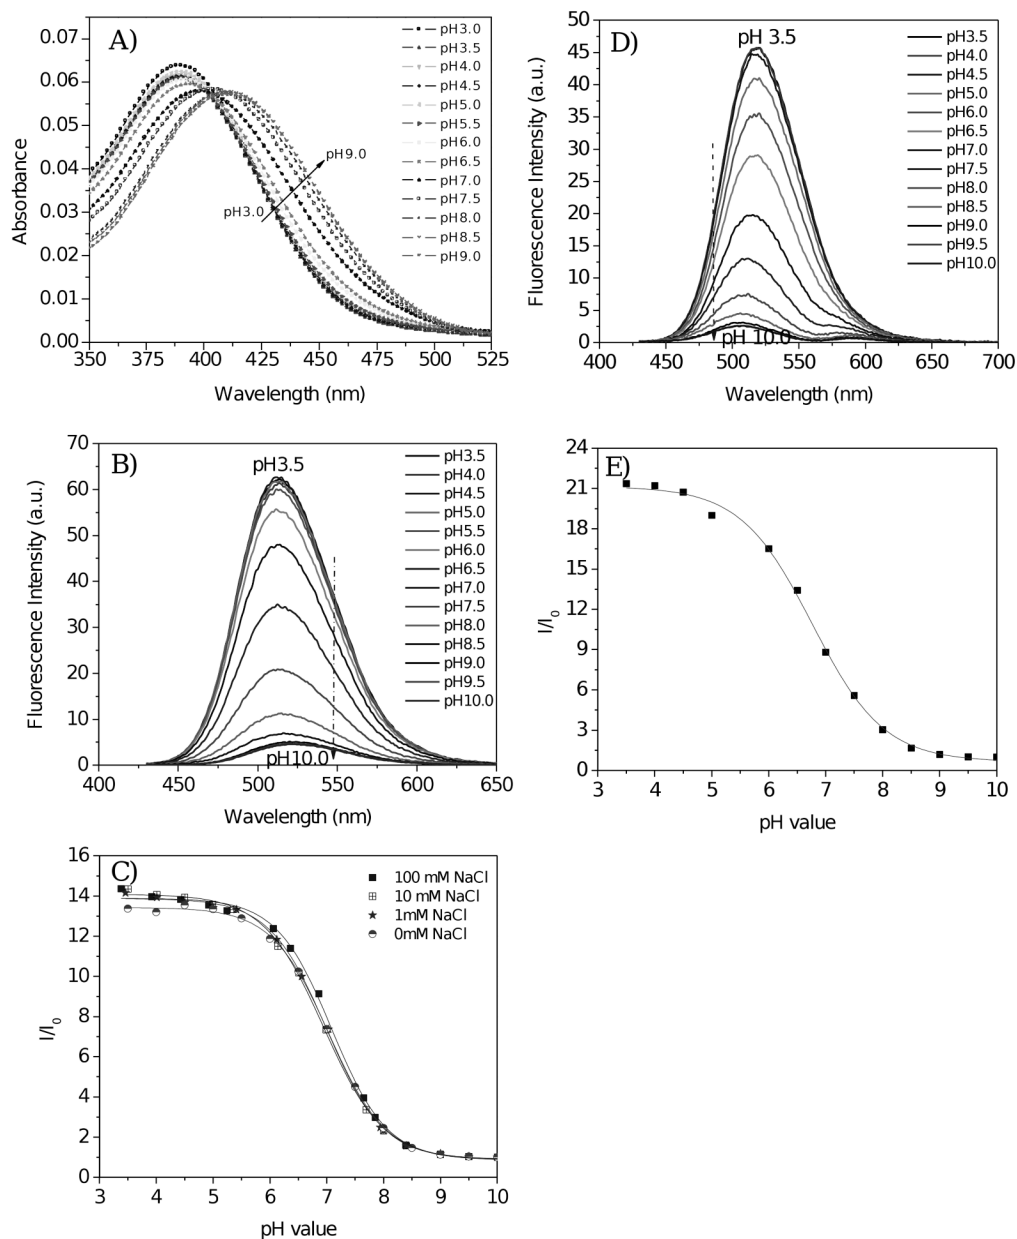 A)
0.07
0.06
0.05
0.04
0.03
0.02
0.01
0.00
Absorbance
350 375 400 425 450 475 500 525
Wavelength (nm)
pH3.0
pH9.0
pH3.0
pH3.5
pH4.0
pH4.5
pH5.0
pH5.5
pH6.0
pH6.5
pH7.0
pH7.5
pH8.0
pH8.5
pH9.0
D)
50
45
40
35
30
25
20
15
10
5
0
Fluorescence Intensity (a.u.)
400 450 500 550 600 650 700
Wavelength (nm)
pH 3.5
pH 10.0
pH3.5
pH4.0
pH4.5
pH5.0
pH6.0
pH6.5
pH7.0
pH7.5
pH8.0
pH8.5
pH9.0
pH9.5
pH10.0
B)
70
60
50
40
30
20
10
0
Fluorescence Intensity (a.u.)
400 450 500 550 600 650
Wavelength (nm)
pH3.5
pH10.0
pH3.5
pH4.0
pH4.5
pH5.0
pH5.5
pH6.0
pH6.5
pH7.0
pH7.5
pH8.0
pH8.5
pH9.0
pH9.5
pH10.0
E)
24
21
18
15
12
9
6
3
0
I/I0
3 4 5 6 7 8 9 10
pH value
C)
16
14
12
10
8
6
4
2
0
I/I0
3 4 5 6 7 8 9 10
pH value
100 mM NaCl
10 mM NaCl
1mM NaCl
0mM NaCl